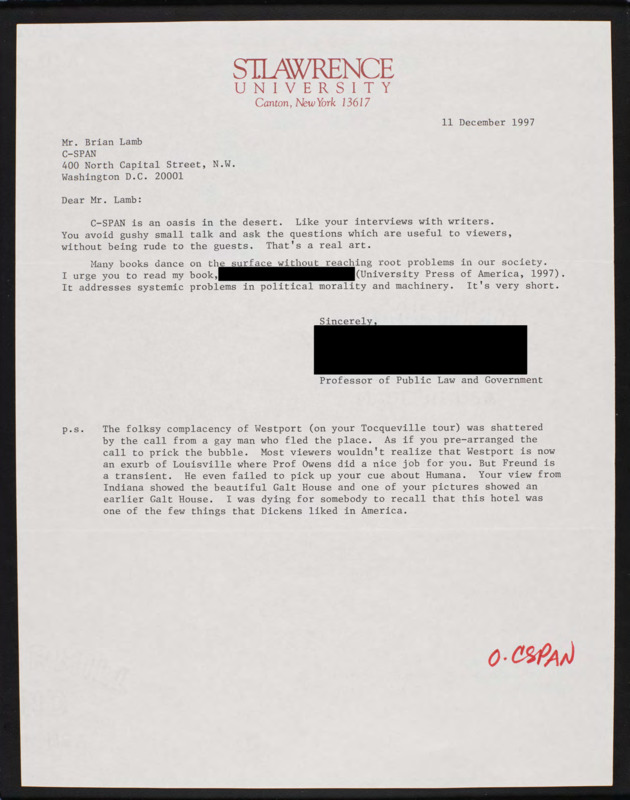 ST. LAWRENCE
UNIVERSITY
Canton, New York 13617
11 December 1997
Mr. Brian Lamb
C-SPAN
400 North Capital Street, N.W.
Washington D.C. 20001
Dear Mr. Lamb:
C-SPAN is an oasis in the desert. Like your interviews with writers.
You avoid gushy small talk and ask the questions which are useful to viewers,
without being rude to the guests. That's a real art.
Many books dance on the surface without reaching root problems in our society.
I urge you to read my book, (University Press of America, 1997).
It addresses systemic problems in political morality and machinery. It's very short.
Sincerely,
Professor of Public Law and Government
p.s. The folksy complacency of Westport (on your Tocqueville tour) was shattered
by the call from a gay man who fled the place. As if you pre-arranged the
call to prick the bubble. Most viewers wouldn't realize that Westport is now
an exurb of Louisville where Prof Owens did a nice job for you. But Freund is
a transient. He even failed to pick up your cue about Humana. Your view from
Indiana showed the beautiful Galt House and one of your pictures showed an
earlier Galt House. I was dying for somebody to recall that this hotel was
one of the few things that Dickens liked in America.
O.CSPAN